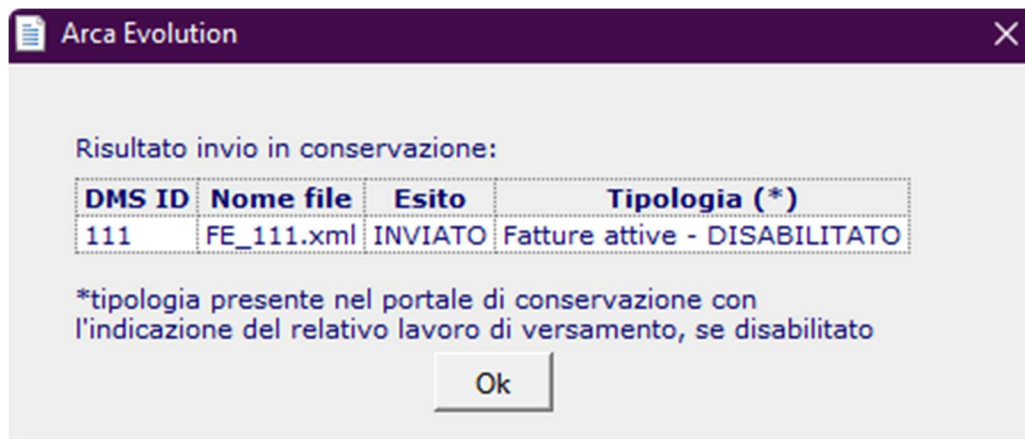 Arca Evolution
Risultato invio in conservazione:
DMS ID Nome file Esito Tipologia (*)
111 FE_111.xml INVIATO Fatture attive - DISABILITATO
*tipologia presente nel portale di conservazione con
l'indicazione del relativo lavoro di versamento, se disabilitato
Ok